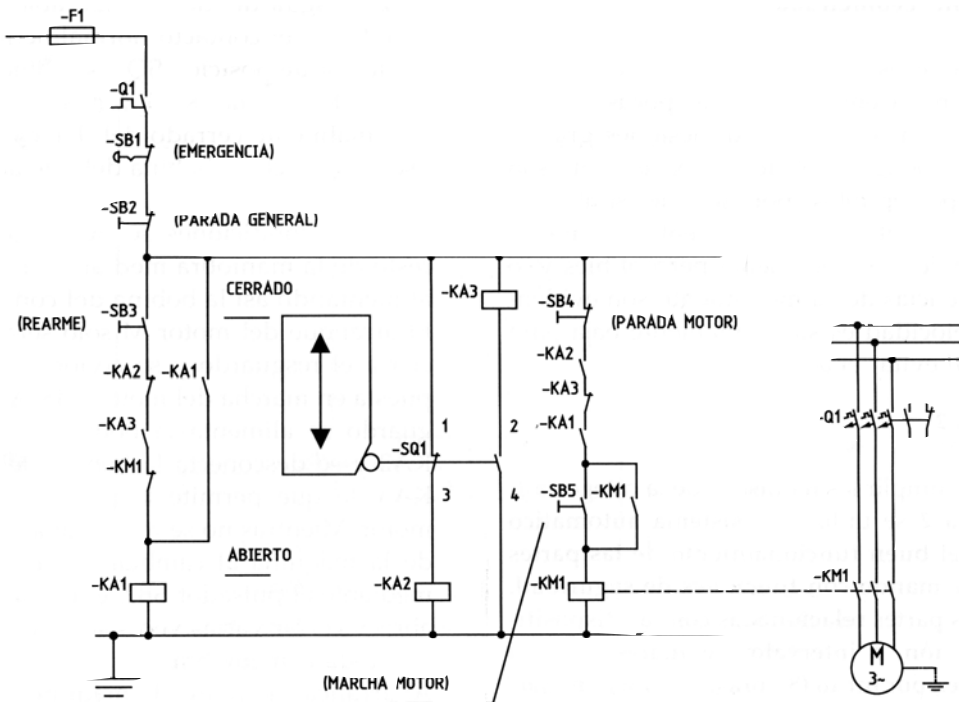 -F1
-Q1
-SB1
(EMERGENCIA)
-SB2
(PARADA GENERAL)
CERRADO
-KA3
-SB3
(REARME)
-SB4
(PARADA MOTOR)
-KA2
-KA1
-KA2
-KA3
-KA3
-KA1
-Q1
1
2
-SQ1
-KM1
3
4
-SB5
-KM1
ABIERTO
-KA1
-KA2
-KM1
-KM1
(MARCHA MOTOR)
M
3~